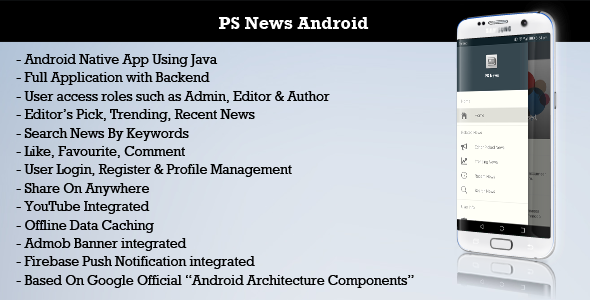 PS News Android
- Android Native App Using Java
- Full Application with Backend
- User access roles such as Admin, Editor & Author
- Editor's Pick, Trending, Recent News
- Search News By Keywords
- Like, Favourite, Comment
- User Login, Register & Profile Management
- Share On Anywhere
- YouTube Integrated
- Offline Data Caching
- Admob Banner integrated
- Firebase Push Notification integrated
- Based On Google Official “Android Architecture Components”
SAMSUNG
PS News
Home